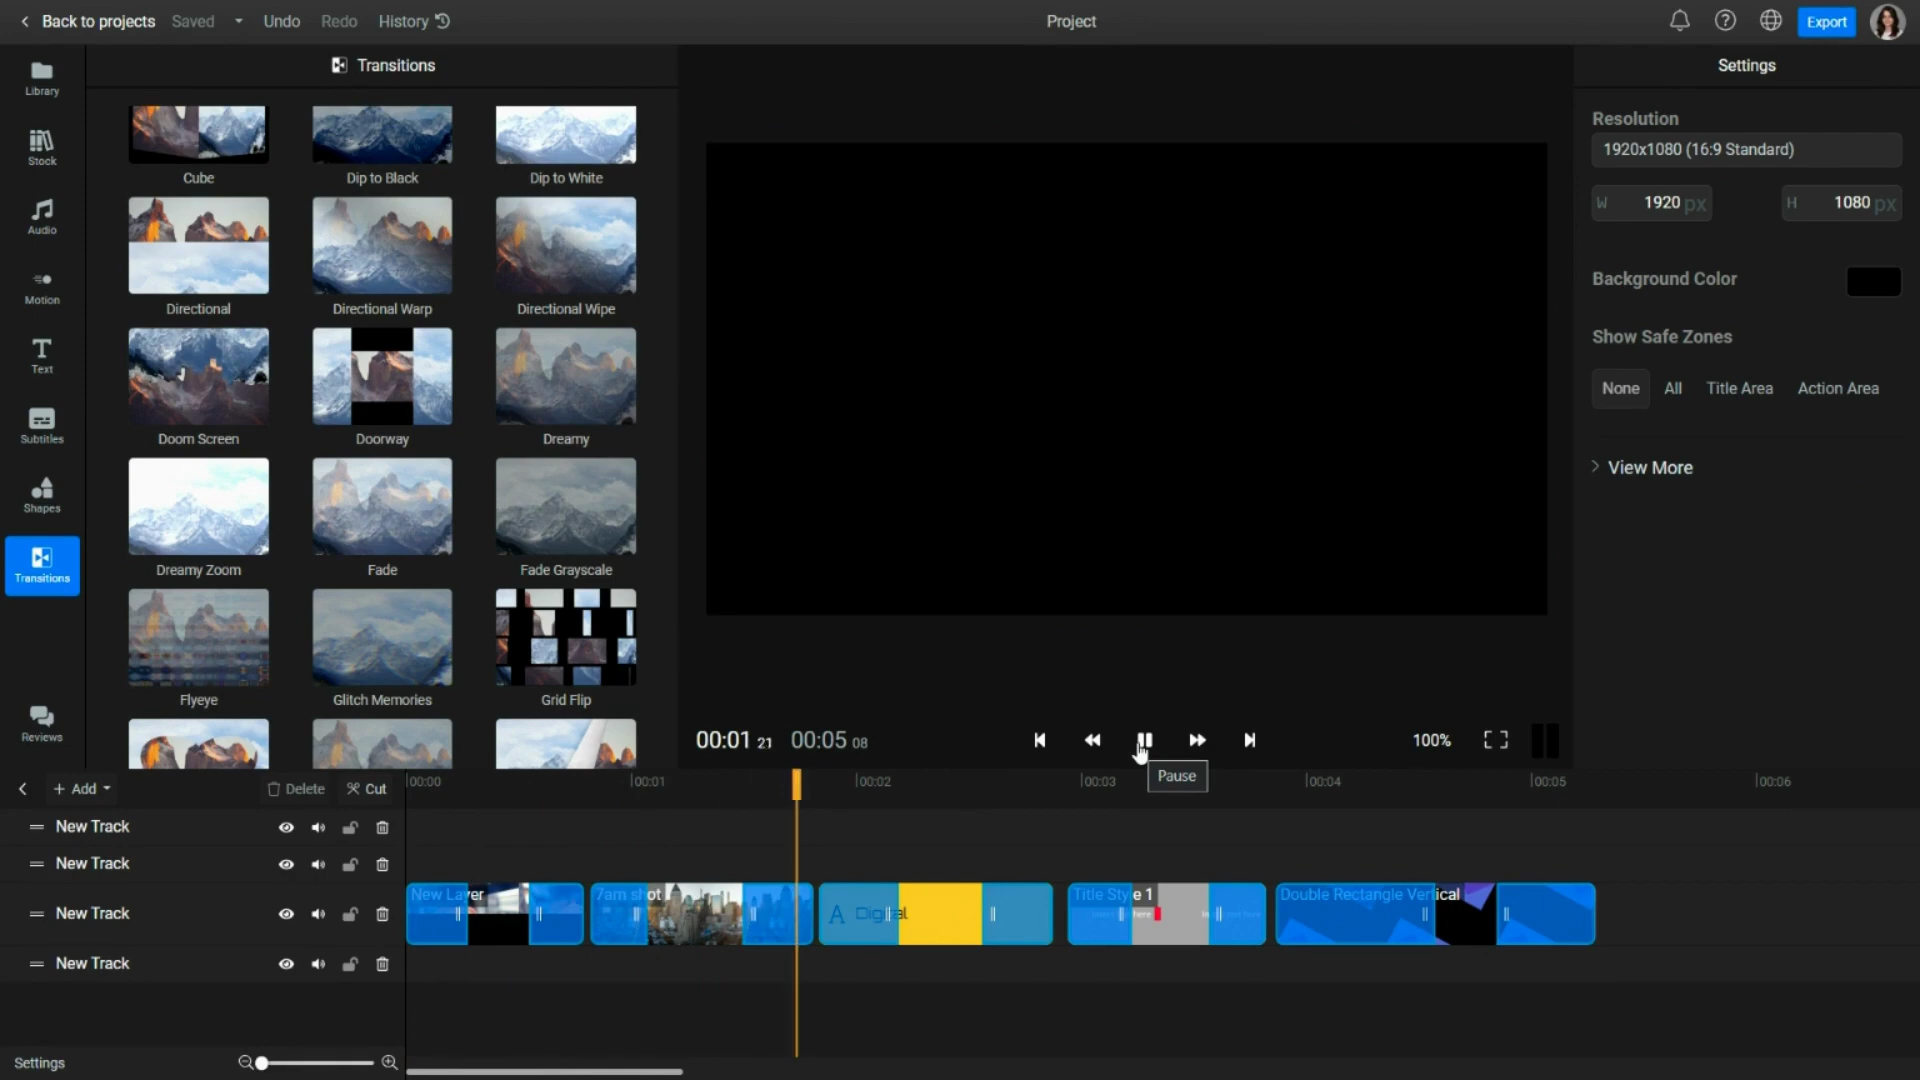 Back to projects Saved Undo Redo History Project Export
Library
Stock
Audio
Motion
Text
Subtitles
Shapes
Transitions
Reviews
Transitions
Cube Dip to Black Dip to White
Directional Directional Warp Directional Wipe
Doom Screen Doorway Dreamy
Dreamy Zoom Fade Fade Grayscale
Flyeye Glitch Memories Grid Flip
Settings
Resolution
1920x1080 (16:9 Standard)
W 1920 px H 1080 px
Background Color
Show Safe Zones
None All Title Area Action Area
View More
00:01 21 00:05 08 100%
Pause
+ Add Delete Cut 00:00 00:01 00:02 00:03 00:04 00:05 00:06
New Track
New Track
New Layer 7am shot A Digital Title Style 1 Double Rectangle Vertical
New Track
New Track
Settings